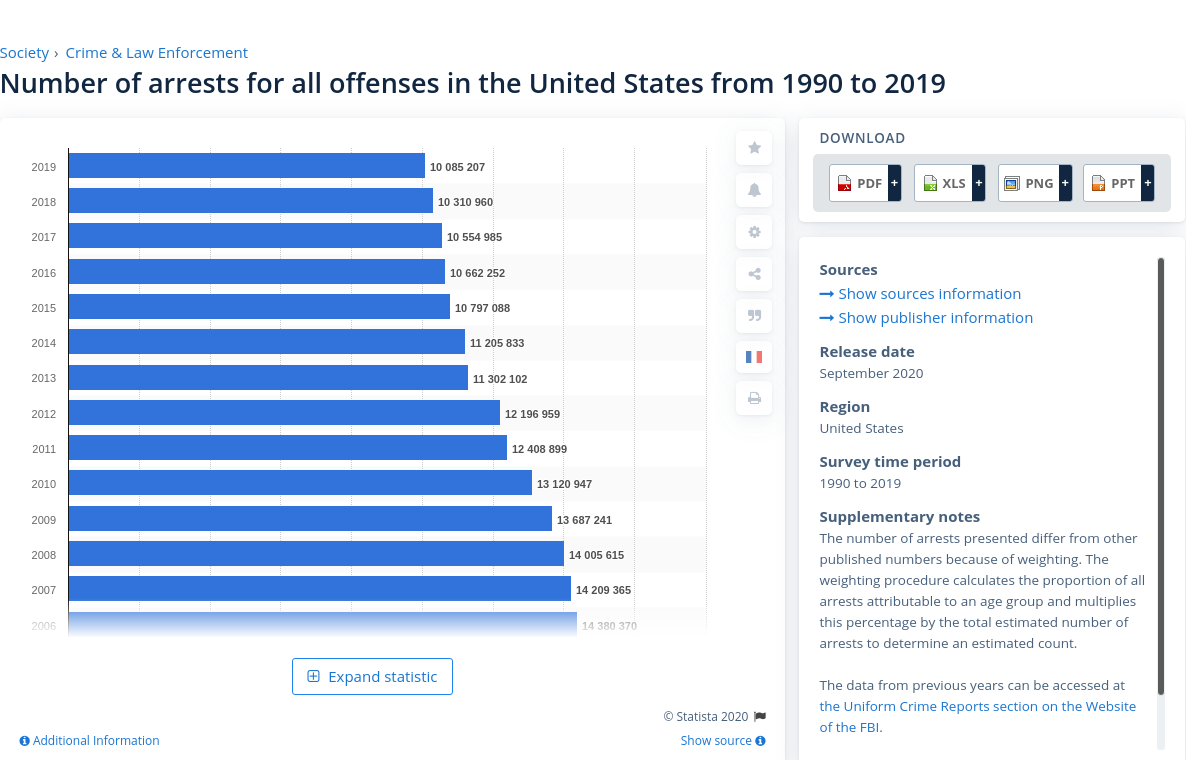 Society › Crime & Law Enforcement
Number of arrests for all offenses in the United States from 1990 to 2019
2019 10 085 207
2018 10 310 960
2017 10 554 985
2016 10 662 252
2015 10 797 088
2014 11 205 833
2013 11 302 102
2012 12 196 959
2011 12 408 899
2010 13 120 947
2009 13 687 241
2008 14 005 615
2007 14 209 365
2006 14 380 370
Expand statistic
© Statista 2020
Additional Information
Show source
DOWNLOAD
PDF + XLS + PNG + PPT +
Sources
Show sources information
Show publisher information
Release date
September 2020
Region
United States
Survey time period
1990 to 2019
Supplementary notes
The number of arrests presented differ from other
published numbers because of weighting. The
weighting procedure calculates the proportion of all
arrests attributable to an age group and multiplies
this percentage by the total estimated number of
arrests to determine an estimated count.
The data from previous years can be accessed at
the Uniform Crime Reports section on the Website
of the FBI.